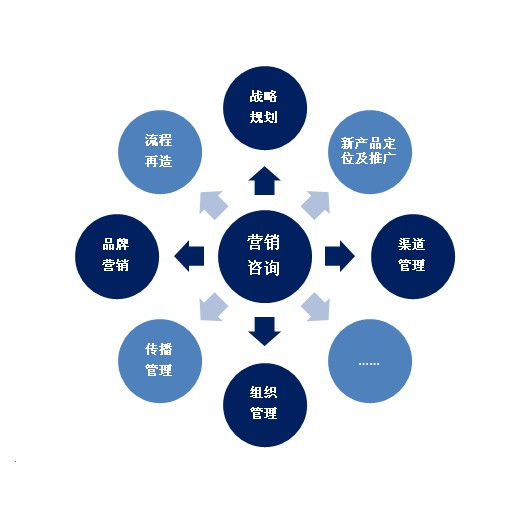 战略
规划
流程
再造
新产品定
位及推广
品牌
营销
营销
咨询
渠道
管理
传播
管理
……
组织
管理